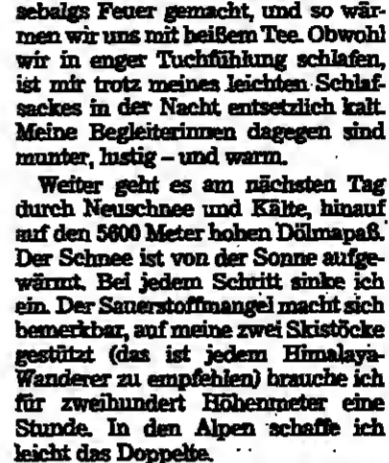 sebalgs Feuer gemacht, und so wär-
men wir uns mit heißem Tee. Obwohl
wir in enger Tuchfühlung schlafen,
ist mir trotz meines leichten Schlaf-
sackes in der Nacht entsetzlich kalt.
Meine Begleiterinnen dagegen sind
munter, lustig – und warm.
Weiter geht es am nächsten Tag
durch Neuschnee und Kälte, hinauf
auf den 5600 Meter hohen Dölmapaß.
Der Schnee ist von der Sonne aufge-
wärmt. Bei jedem Schritt sinke ich
ein. Der Sauerstoffmangel macht sich
bemerkbar, auf meine zwei Skistöcke
gestützt (das ist jedem Himalaya-
Wanderer zu empfehlen) brauche ich
für zweihundert Höhenmeter eine
Stunde. In den Alpen schaffe ich
leicht das Doppelte.